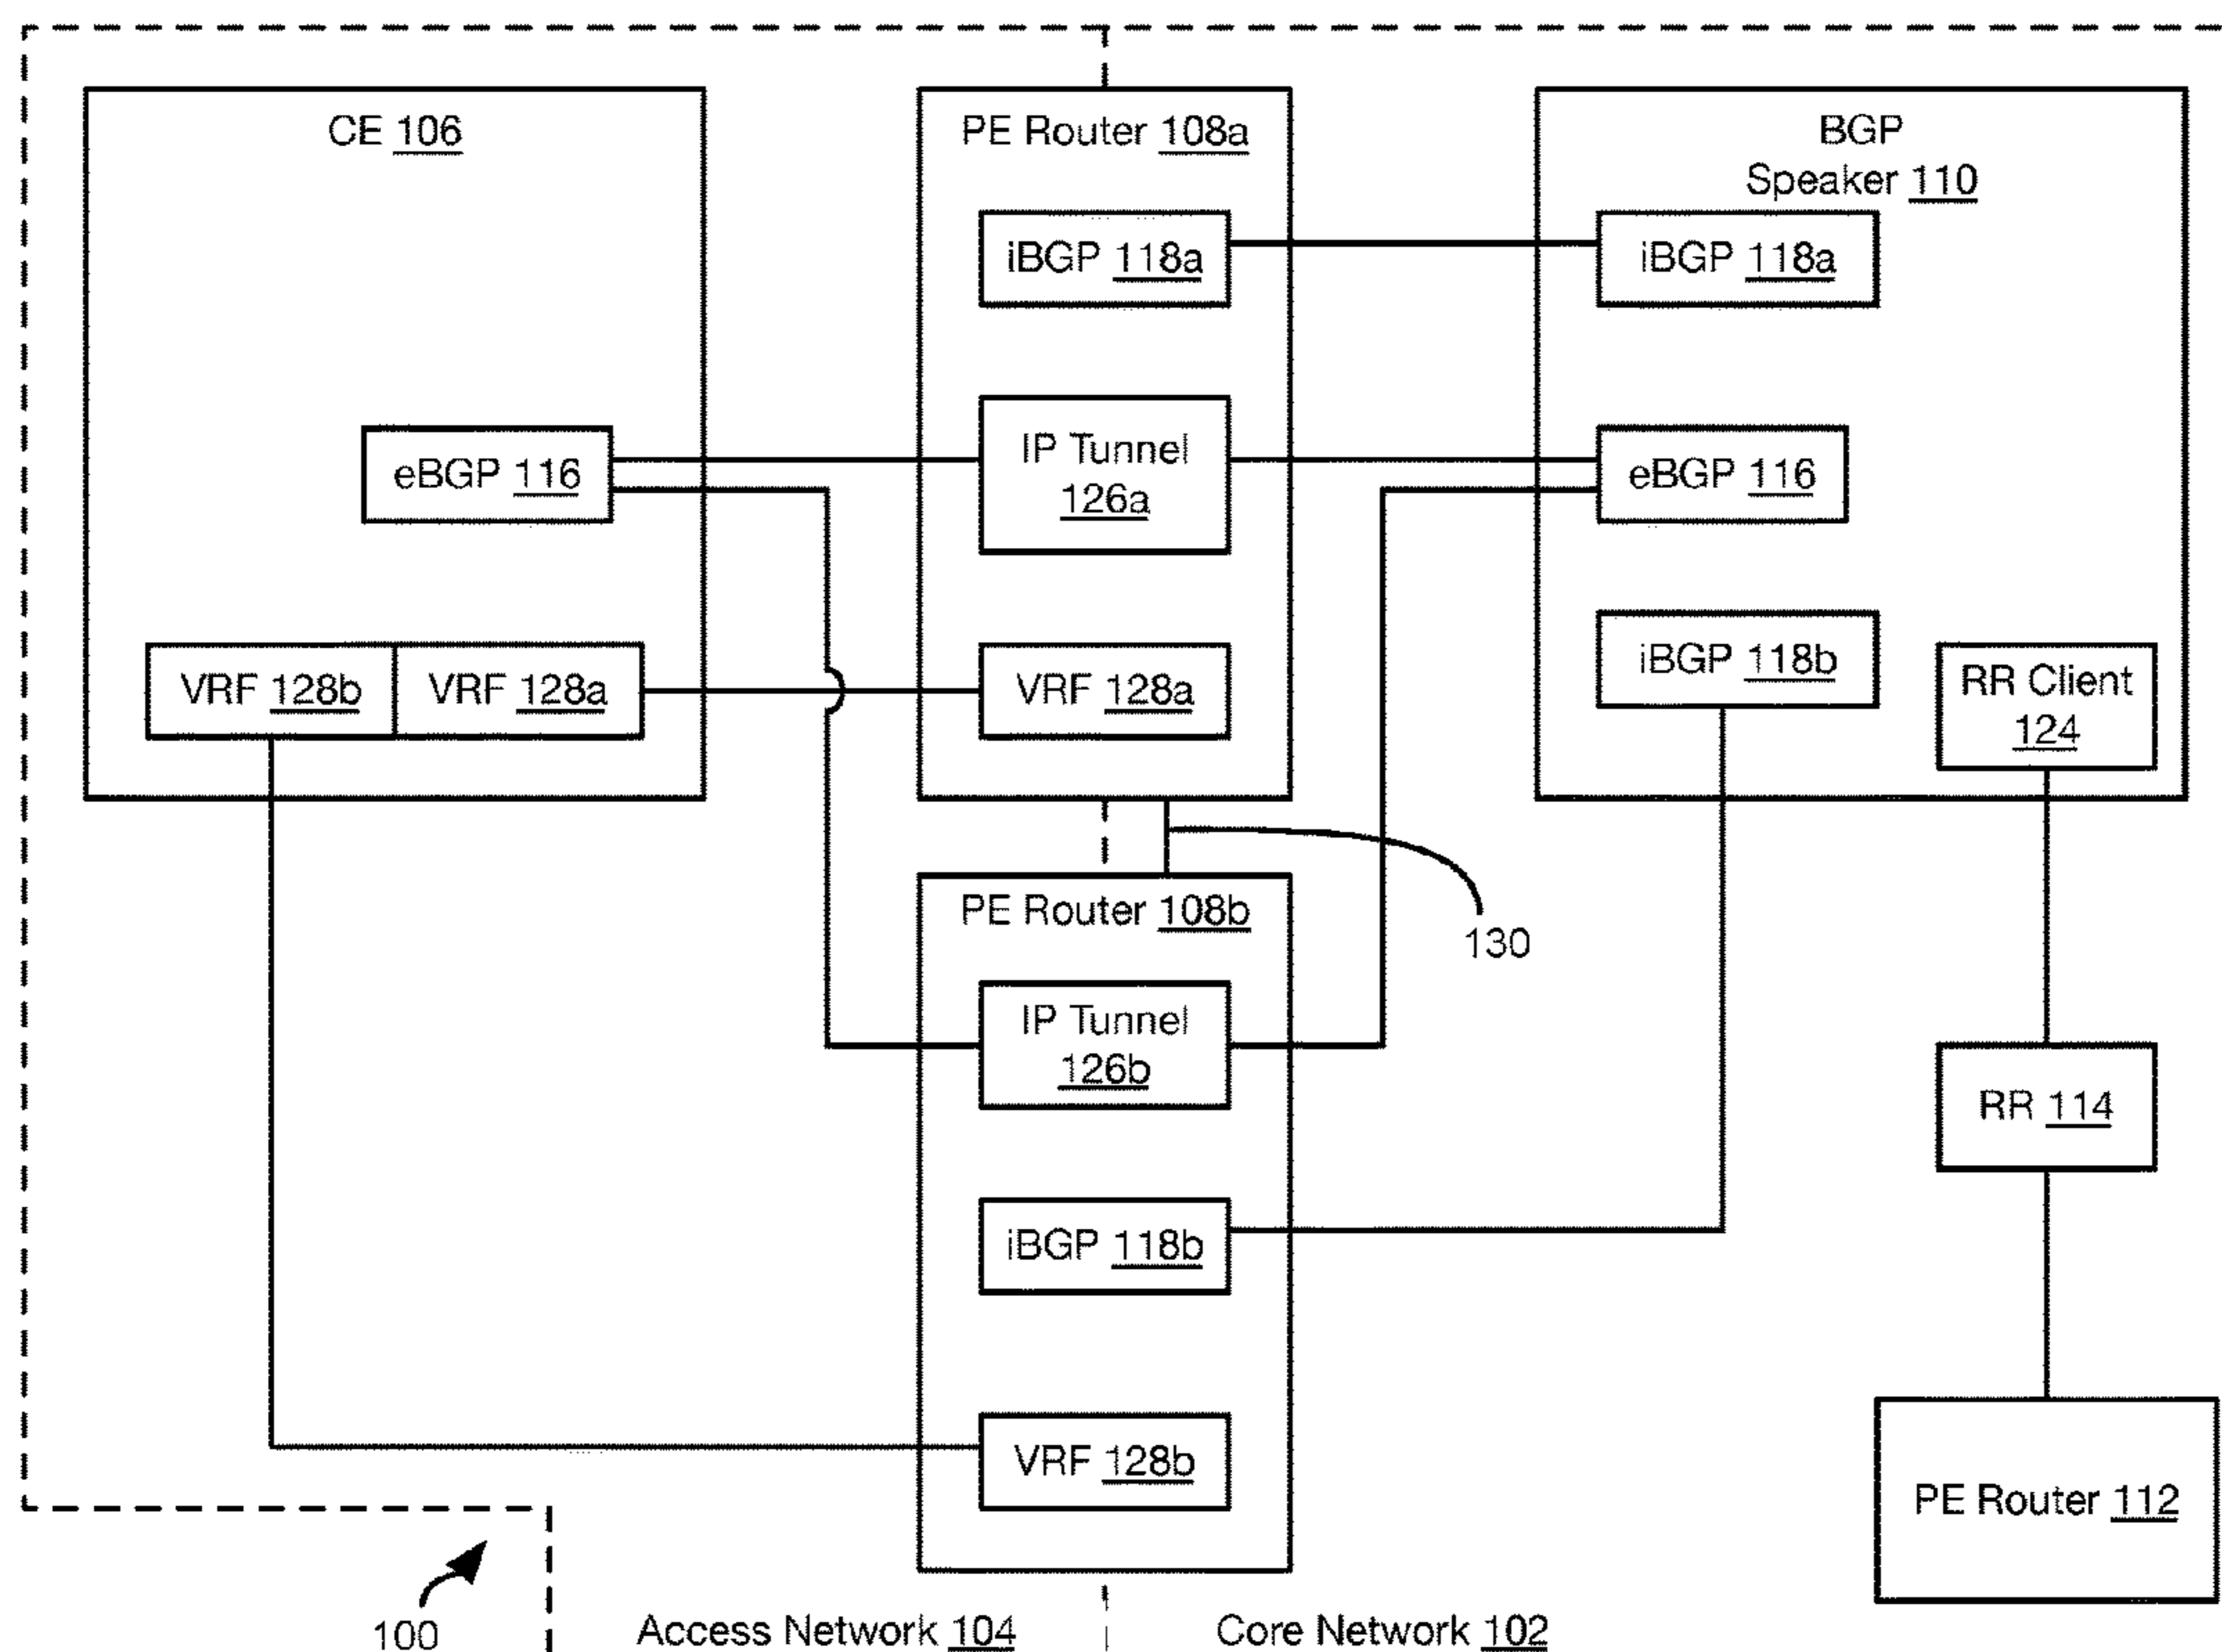 CE 106
PE Router 108a
BGP
Speaker 110
iBGP 118a
iBGP 118a
eBGP 116
IP Tunnel
126a
eBGP 116
VRF 128b
VRF 128a
VRF 128a
iBGP 118b
RR Client
124
PE Router 108b
130
IP Tunnel
126b
RR 114
iBGP 118b
VRF 128b
PE Router 112
100
Access Network 104
Core Network 102